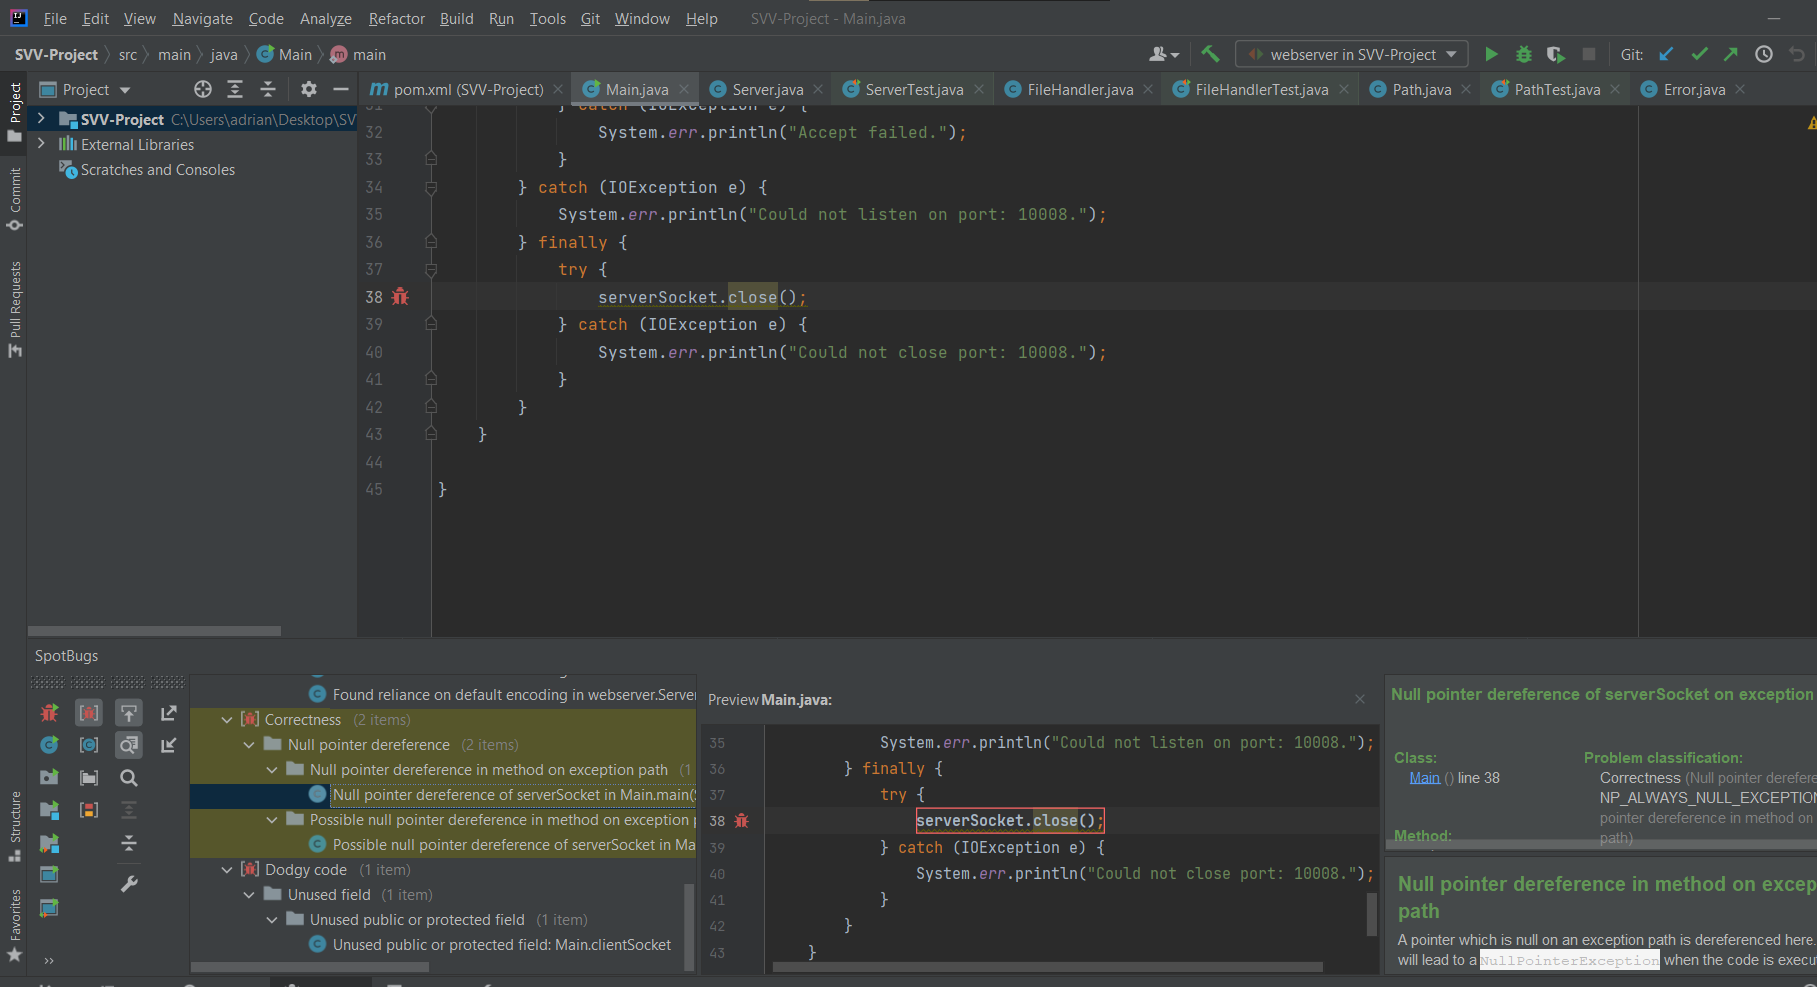 File Edit View Navigate Code Analyze Refactor Build Run Tools Git Window Help SVV-Project - Main.java
SVV-Project src main java Main main
webserver in SVV-Project Git:
Project
pom.xml (SVV-Project) Main.java Server.java ServerTest.java FileHandler.java FileHandlerTest.java Path.java PathTest.java Error.java
SVV-Project C:\Users\adrian\Desktop\SV
External Libraries
Scratches and Consoles
Project
Commit
Pull Requests
Structure
Favorites
31 } catch (IOException e) {
32 System.err.println("Accept failed.");
33 }
34 } catch (IOException e) {
35 System.err.println("Could not listen on port: 10008.");
36 } finally {
37 try {
38 serverSocket.close();
39 } catch (IOException e) {
40 System.err.println("Could not close port: 10008.");
41 }
42 }
43 }
44
45 }
SpotBugs
Found reliance on default encoding in webserver.Server
Correctness (2 items)
Null pointer dereference (2 items)
Null pointer dereference in method on exception path (1
Null pointer dereference of serverSocket in Main.main(S
Possible null pointer dereference in method on exception p
Possible null pointer dereference of serverSocket in Ma
Dodgy code (1 item)
Unused field (1 item)
Unused public or protected field (1 item)
Unused public or protected field: Main.clientSocket
Preview Main.java:
35 System.err.println("Could not listen on port: 10008.");
36 } finally {
37 try {
38 serverSocket.close();
39 } catch (IOException e) {
40 System.err.println("Could not close port: 10008.");
41 }
42 }
43 }
Null pointer dereference of serverSocket on exception
Class:
Main () line 38
Problem classification:
Correctness (Null pointer derefere
NP_ALWAYS_NULL_EXCEPTION
pointer dereference in method on
path)
Method:
Null pointer dereference in method on excep
path
A pointer which is null on an exception path is dereferenced here.
will lead to a NullPointerException when the code is execu